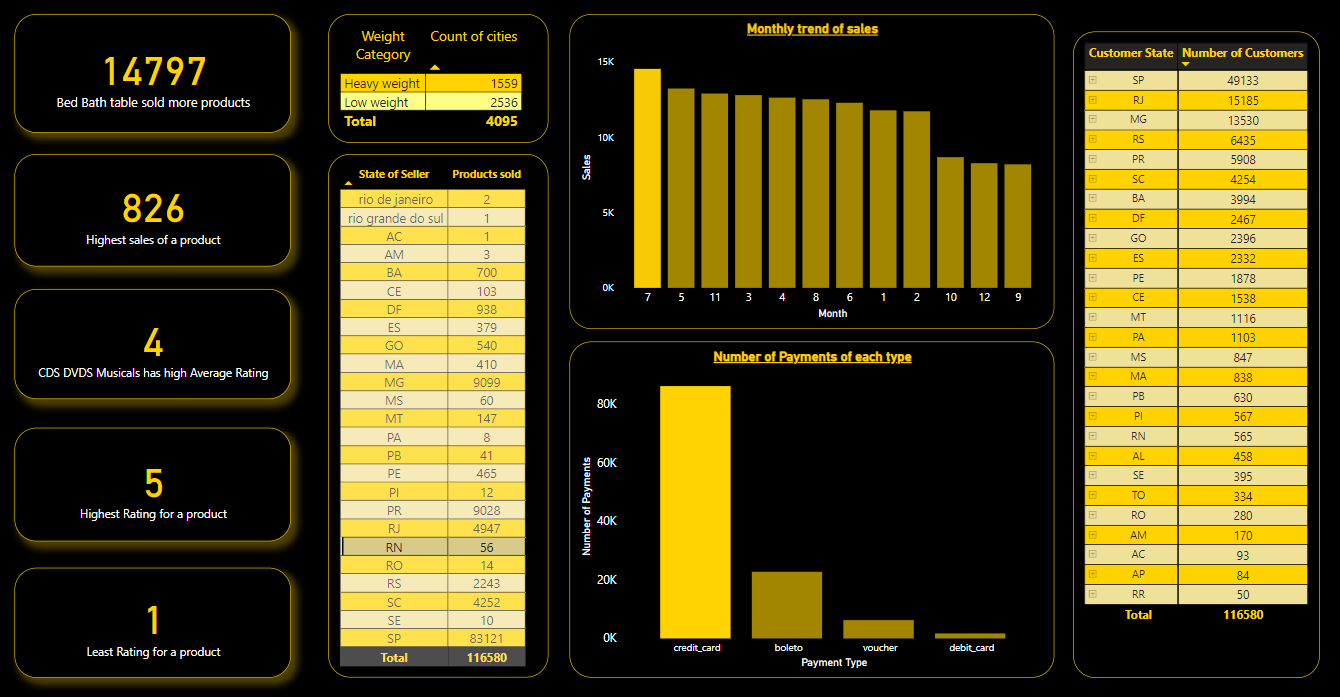 14797
Bed Bath table sold more products
826
Highest sales of a product
4
CDS DVDS Musicals has high Average Rating
5
Highest Rating for a product
1
Least Rating for a product
Weight Category Count of cities
Heavy weight 1559
Low weight 2536
Total 4095
State of Seller Products sold
rio de janeiro 2
rio grande do sul 1
AC 1
AM 3
BA 700
CE 103
DF 938
ES 379
GO 540
MA 410
MG 9099
MS 60
MT 147
PA 8
PB 41
PE 465
PI 12
PR 9028
RJ 4947
RN 56
RO 14
RS 2243
SC 4252
SE 10
SP 83121
Total 116580
Monthly trend of sales
Sales
15K
10K
5K
0K
7 5 11 3 4 8 6 1 2 10 12 9
Month
Number of Payments of each type
Number of Payments
80K
60K
40K
20K
0K
credit_card boleto voucher debit_card
Payment Type
Customer State Number of Customers
SP 49133
RJ 15185
MG 13530
RS 6435
PR 5908
SC 4254
BA 3994
DF 2467
GO 2396
ES 2332
PE 1878
CE 1538
MT 1116
PA 1103
MS 847
MA 838
PB 630
PI 567
RN 565
AL 458
SE 395
TO 334
RO 280
AM 170
AC 93
AP 84
RR 50
Total 116580